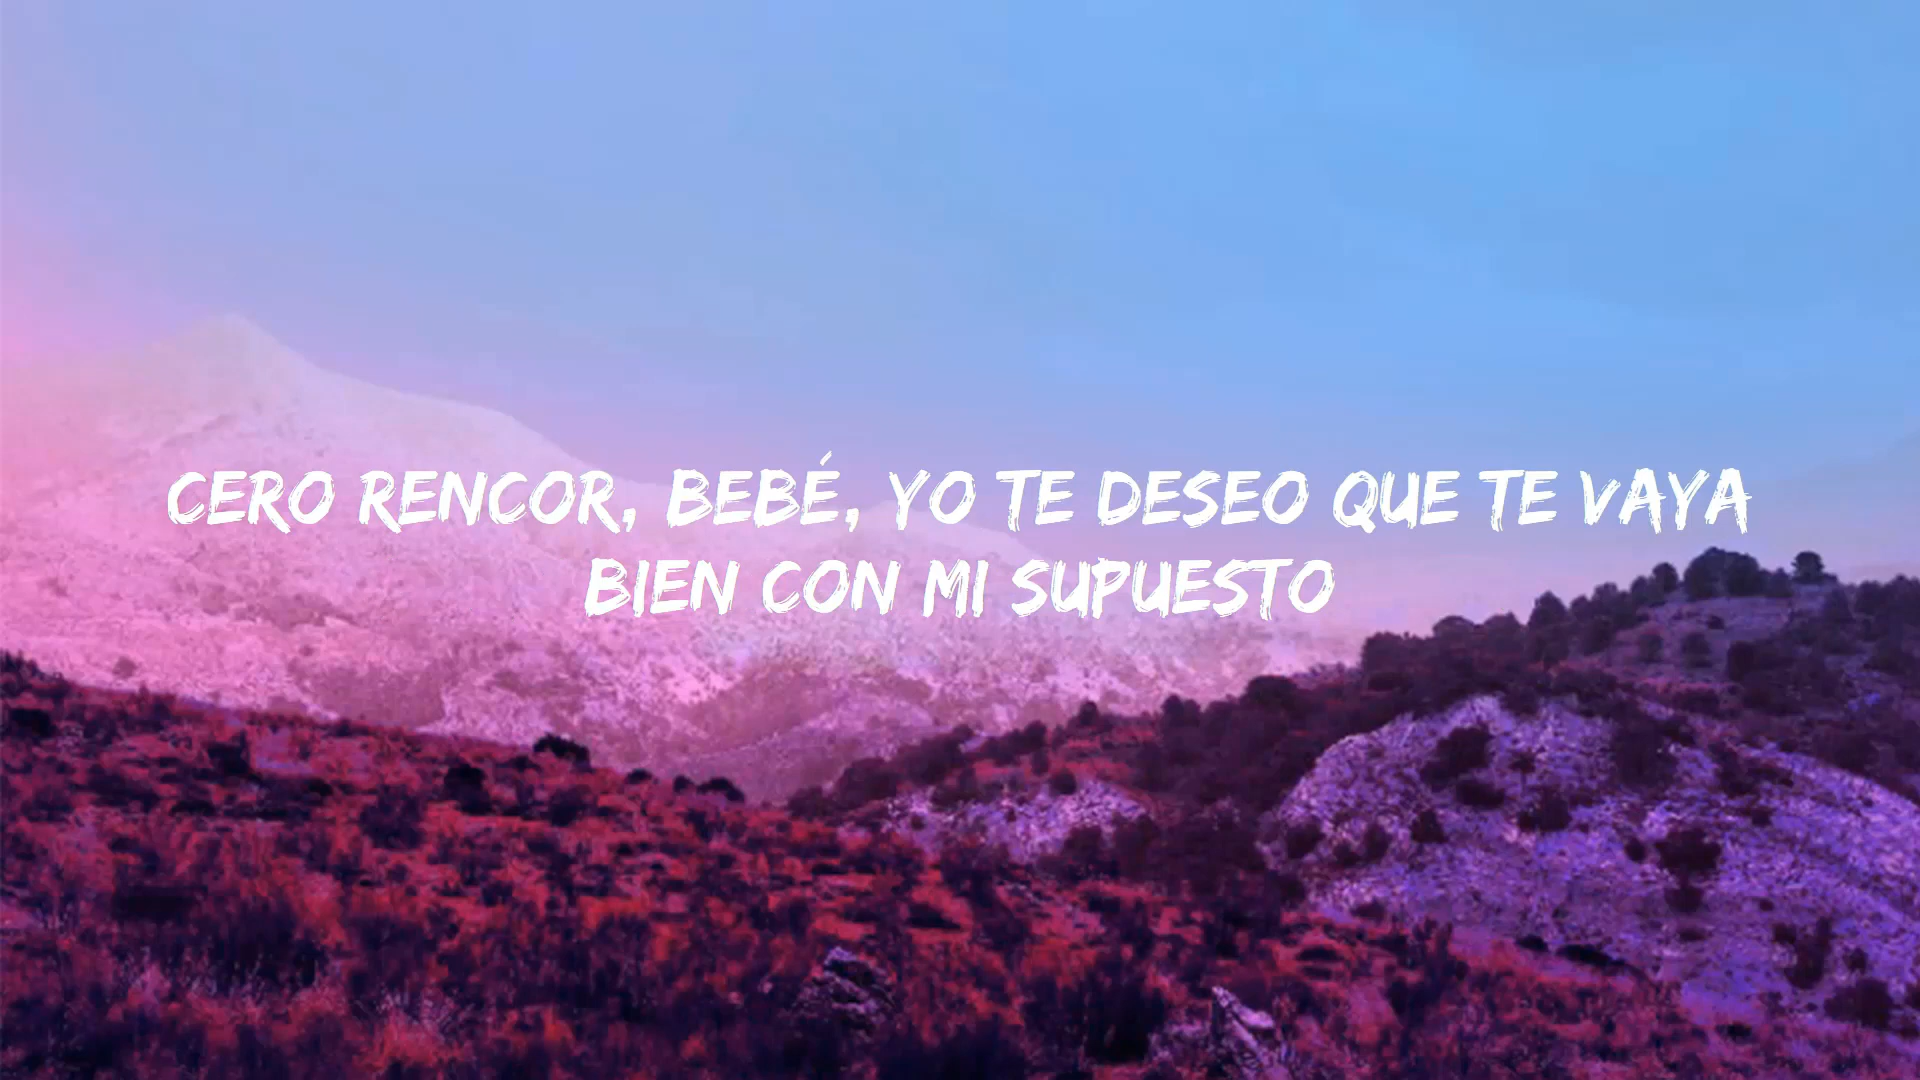 CERO RENCOR, BEBÉ, YO TE DESEO QUE TE VAYA
BIEN CON MI SUPUESTO